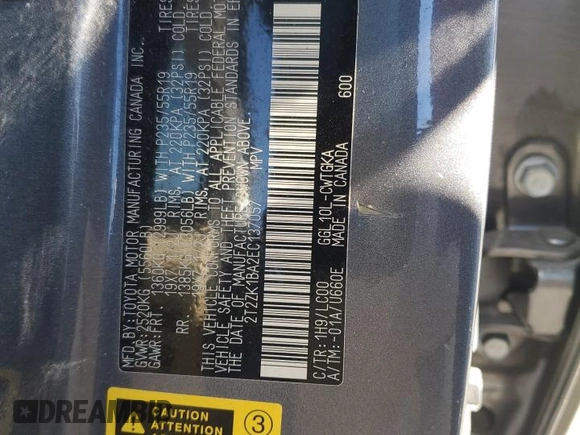 MFD. BY: TOYOTA MOTOR MANUFACTURING CANADA INC.
GVWR: 2520KG
GAWR: FRT. 1360KG (2999LB) WITH P235/55R19 TIRES
RIMS, AT 220KPA (32PSI) COLD.
RR. WITH P235/55R19 TIRES
RIMS, AT 220KPA (32PSI) COLD.
THIS VEHICLE CONFORMS TO ALL APPLICABLE FEDERAL MOTOR
VEHICLE SAFETY AND THEFT PREVENTION STANDARDS IN
THE DATE OF MANUFACTURE SHOWN ABOVE.
2T2ZK1BA2EC137057 MPV
C/TR: 1H9/LC00 GGL10L-CWTGKA 600
A/TM: -01A/U660E MADE IN CANADA
CAUTION
ATTENTION
3
DREAMBID